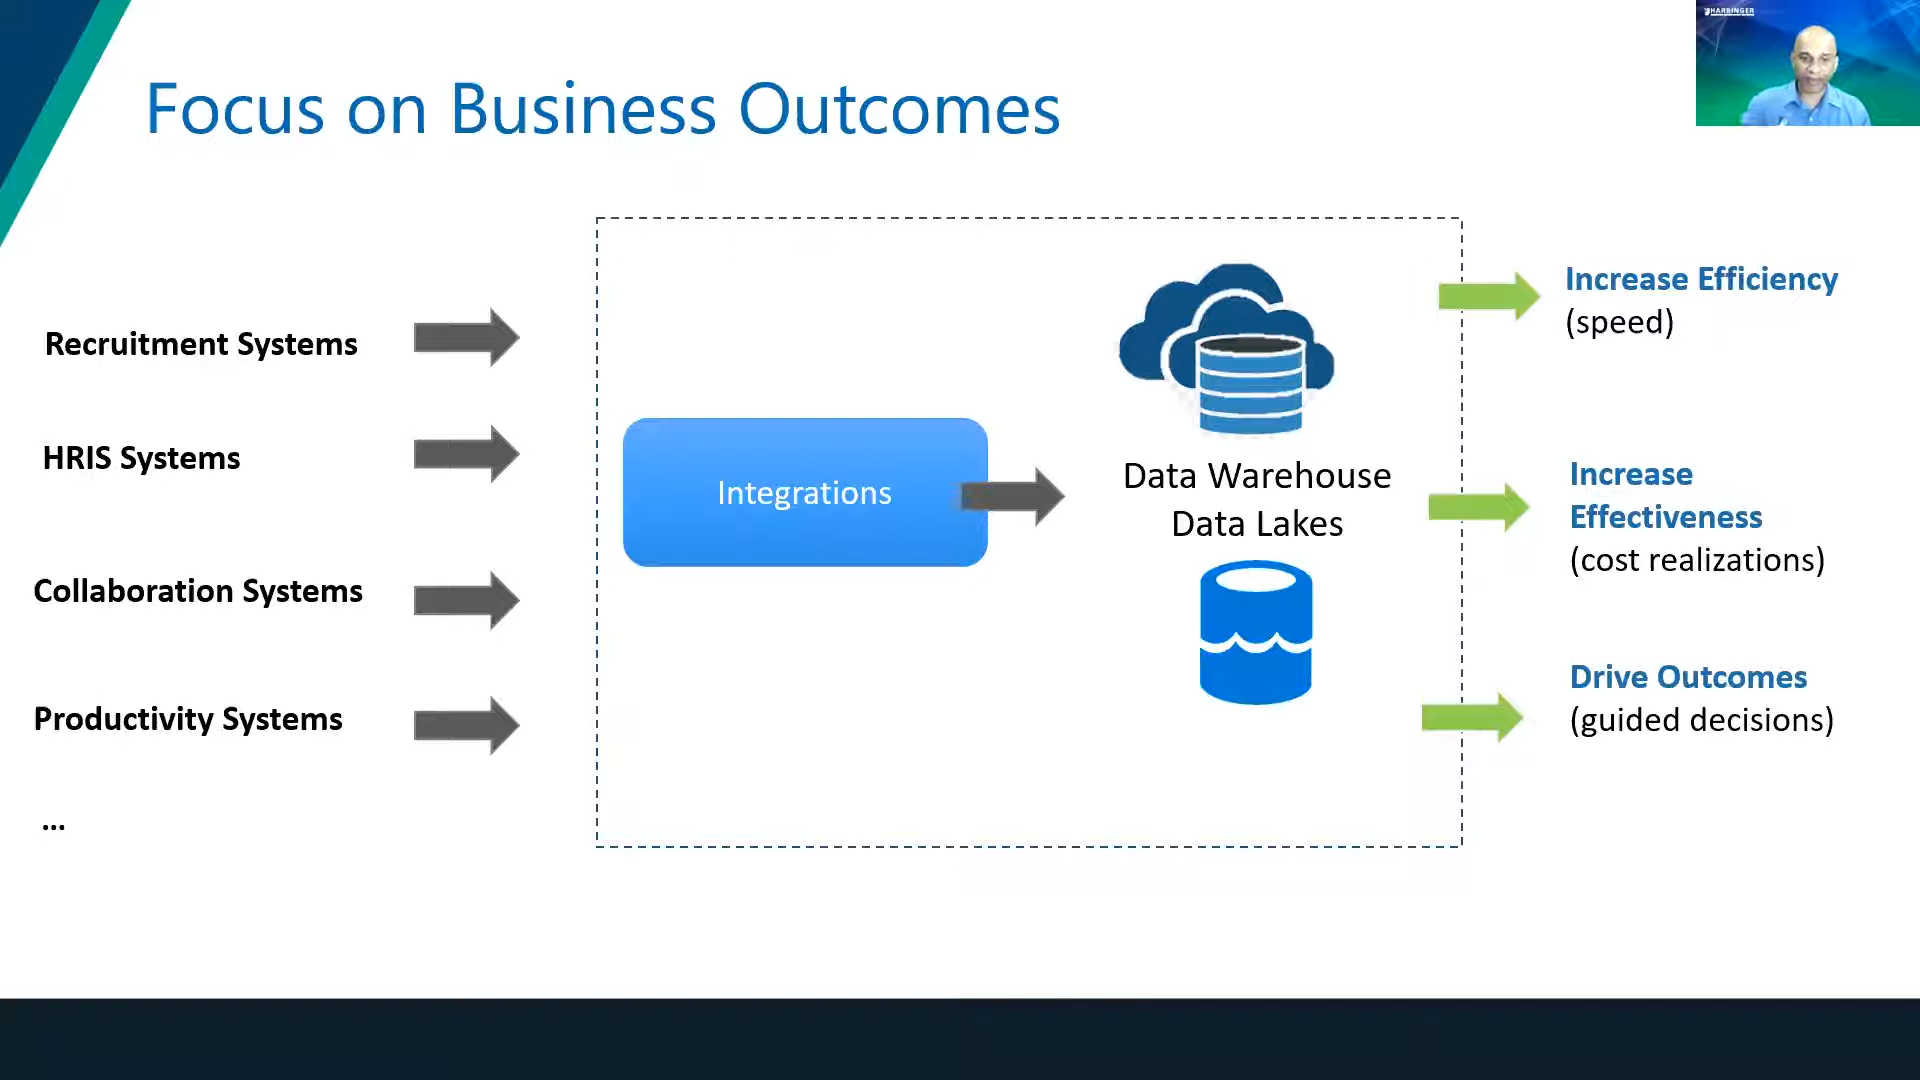 HARBINGER
Focus on Business Outcomes
Recruitment Systems
HRIS Systems
Collaboration Systems
Productivity Systems
...
Integrations
Data Warehouse
Data Lakes
Increase Efficiency
(speed)
Increase
Effectiveness
(cost realizations)
Drive Outcomes
(guided decisions)